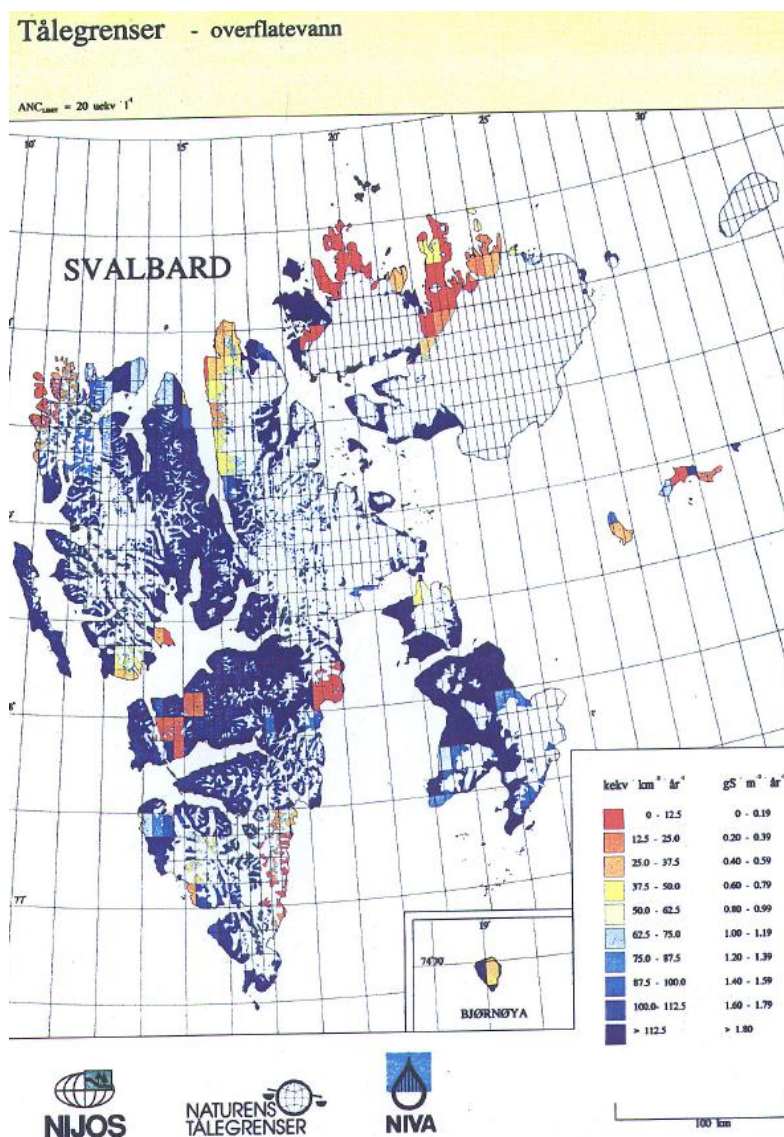 Tålegrenser - overflatevann
ANC LIMIT = 20 uekv l⁻¹
10° 15° 20° 25° 30°
SVALBARD
77°
19°
74°30
BJØRNØYA
kekv km⁻² år⁻¹ gS m⁻² år⁻¹
0 - 12.5 0 - 0.19
12.5 - 25.0 0.20 - 0.39
25.0 - 37.5 0.40 - 0.59
37.5 - 50.0 0.60 - 0.79
50.0 - 62.5 0.80 - 0.99
62.5 - 75.0 1.00 - 1.19
75.0 - 87.5 1.20 - 1.39
87.5 - 100.0 1.40 - 1.59
100.0 - 112.5 1.60 - 1.79
> 112.5 > 1.80
100 km
NIJOS
NATURENS
TÅLEGRENSER
NIVA